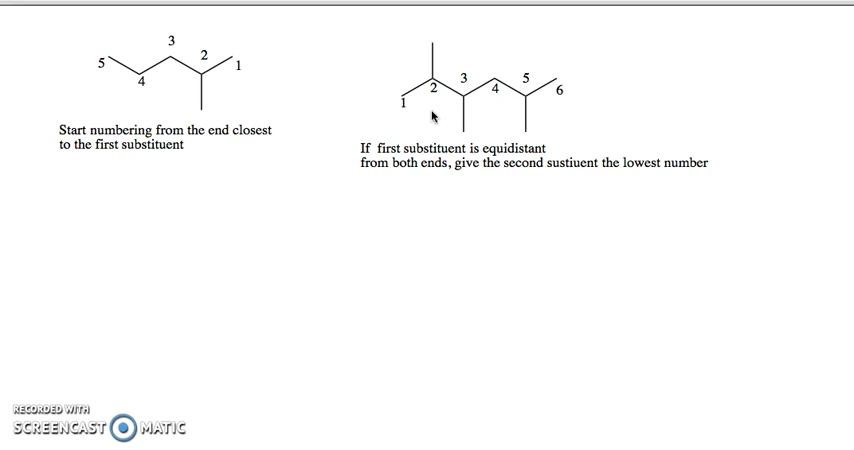 3
2
5
1
4
Start numbering from the end closest
to the first substituent
3
5
2
4
6
1
If first substituent is equidistant
from both ends, give the second sustiuent the lowest number
RECORDED WITH
SCREENCAST MATIC